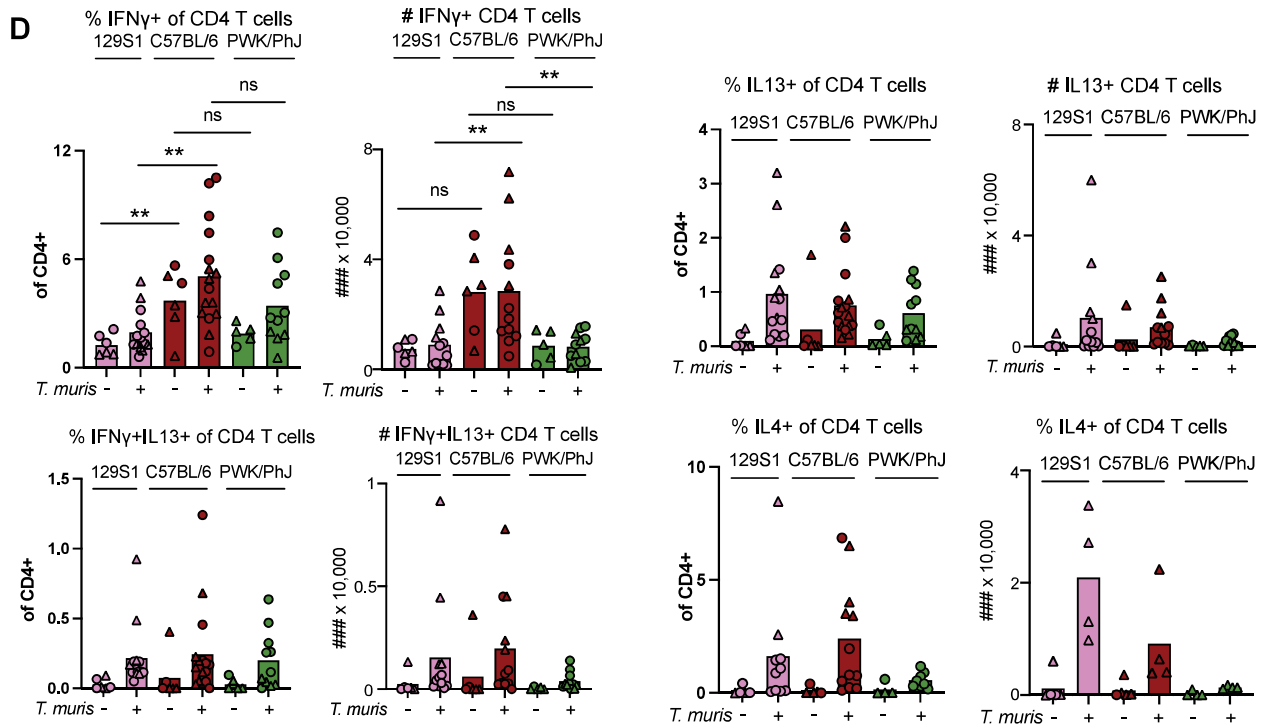 D
% IFNγ+ of CD4 T cells
129S1 C57BL/6 PWK/PhJ
ns
ns
**
**
12
6
0
of CD4+
T. muris - + - + - +
# IFNγ+ CD4 T cells
129S1 C57BL/6 PWK/PhJ
**
ns
**
ns
8
4
0
### x 10,000
T. muris - + - + - +
% IL13+ of CD4 T cells
129S1 C57BL/6 PWK/PhJ
4
3
2
1
0
of CD4+
T. muris - + - + - +
# IL13+ CD4 T cells
129S1 C57BL/6 PWK/PhJ
8
4
0
### x 10,000
T. muris - + - + - +
% IFNγ+IL13+ of CD4 T cells
129S1 C57BL/6 PWK/PhJ
1.5
1.0
0.5
0.0
of CD4+
T. muris - + - + - +
# IFNγ+IL13+ CD4 T cells
129S1 C57BL/6 PWK/PhJ
1
0.5
0
### x 10,000
T. muris - + - + - +
% IL4+ of CD4 T cells
129S1 C57BL/6 PWK/PhJ
10
5
0
of CD4+
T. muris - + - + - +
% IL4+ of CD4 T cells
129S1 C57BL/6 PWK/PhJ
4
2
0
### x 10,000
T. muris - + - + - +